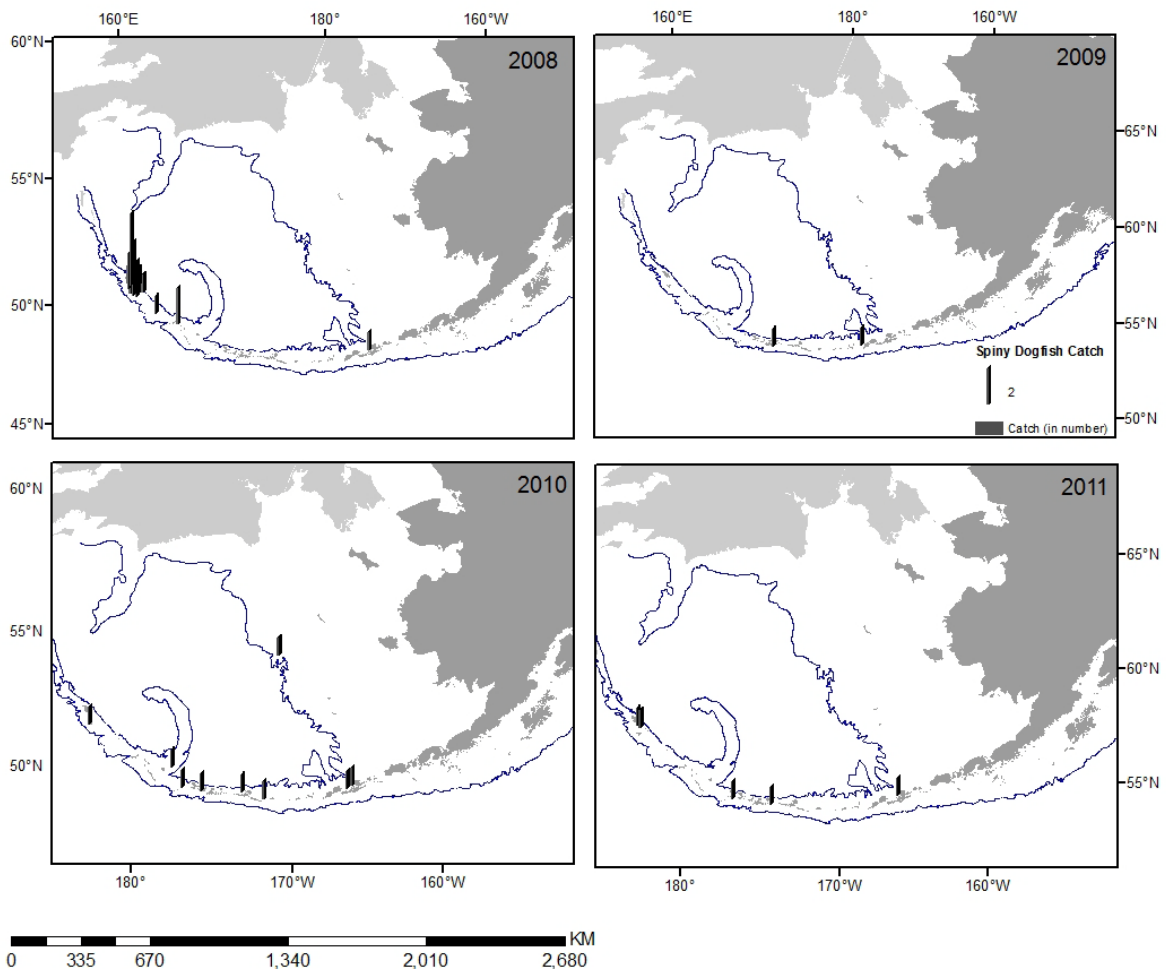 160°E 180° 160°W 160°E 180° 160°W
60°N
2008
2009
65°N
55°N
60°N
50°N
55°N
Spiny Dogfish Catch
2
45°N
50°N
Catch (in number)
60°N
2010
2011
65°N
55°N
60°N
50°N
55°N
180° 170°W 160°W 180° 170°W 160°W
KM
0 335 670 1,340 2,010 2,680